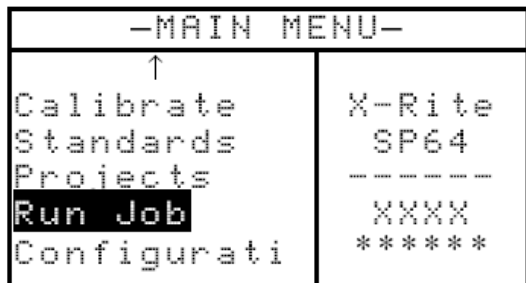 –MAIN MENU–
↑
Calibrate
Standards
Projects
Run Job
Configurati
X-Rite
SP64
------
XXXX
******